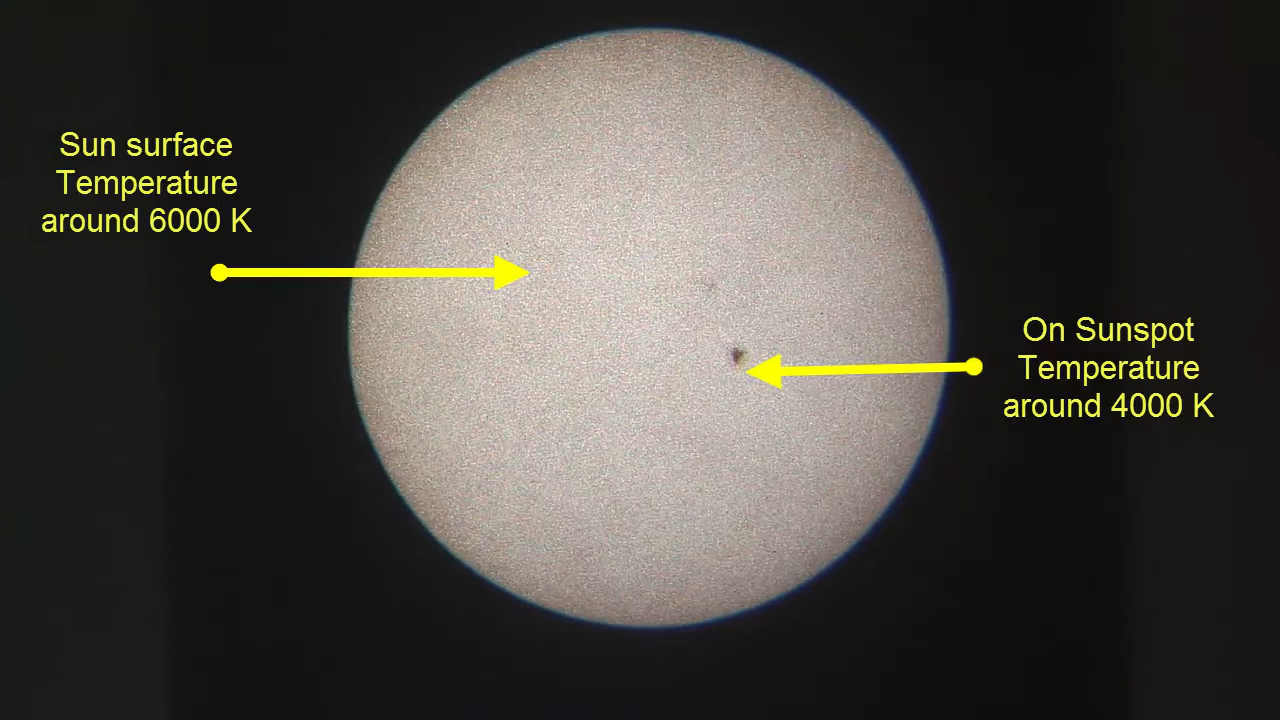 Sun surface
Temperature
around 6000 K
On Sunspot
Temperature
around 4000 K